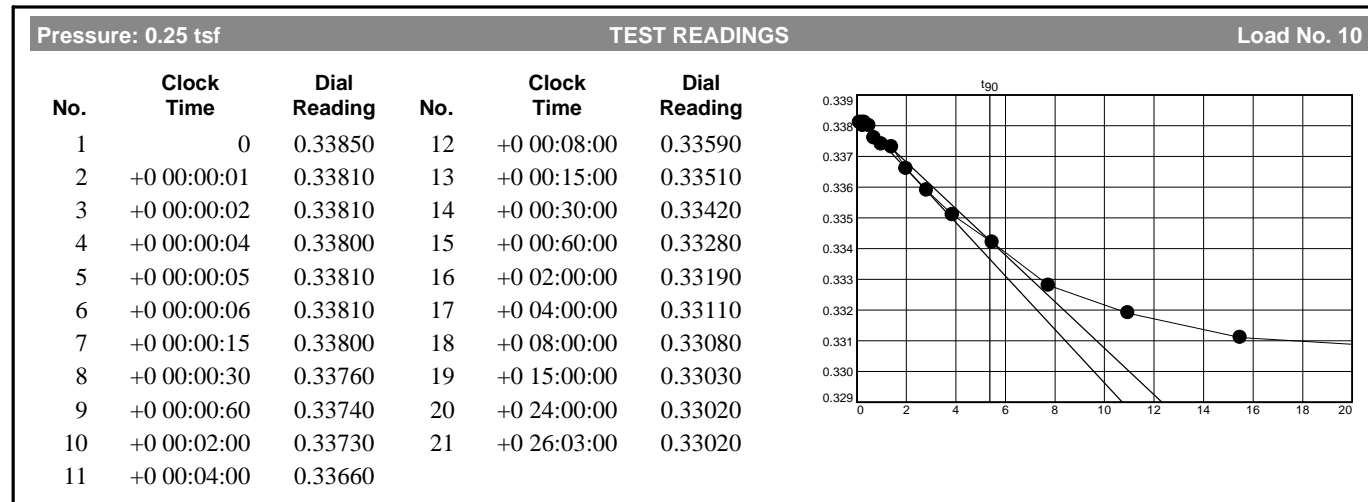 Pressure: 0.25 tsf TEST READINGS Load No. 10
No. Clock Time Dial Reading No. Clock Time Dial Reading
1 0 0.33850 12 +0 00:08:00 0.33590
2 +0 00:00:01 0.33810 13 +0 00:15:00 0.33510
3 +0 00:00:02 0.33810 14 +0 00:30:00 0.33420
4 +0 00:00:04 0.33800 15 +0 00:60:00 0.33280
5 +0 00:00:05 0.33810 16 +0 02:00:00 0.33190
6 +0 00:00:06 0.33810 17 +0 04:00:00 0.33110
7 +0 00:00:15 0.33800 18 +0 08:00:00 0.33080
8 +0 00:00:30 0.33760 19 +0 15:00:00 0.33030
9 +0 00:00:60 0.33740 20 +0 24:00:00 0.33020
10 +0 00:02:00 0.33730 21 +0 26:03:00 0.33020
11 +0 00:04:00 0.33660
t90
0.339
0.338
0.337
0.336
0.335
0.334
0.333
0.332
0.331
0.330
0.329
0 2 4 6 8 10 12 14 16 18 20